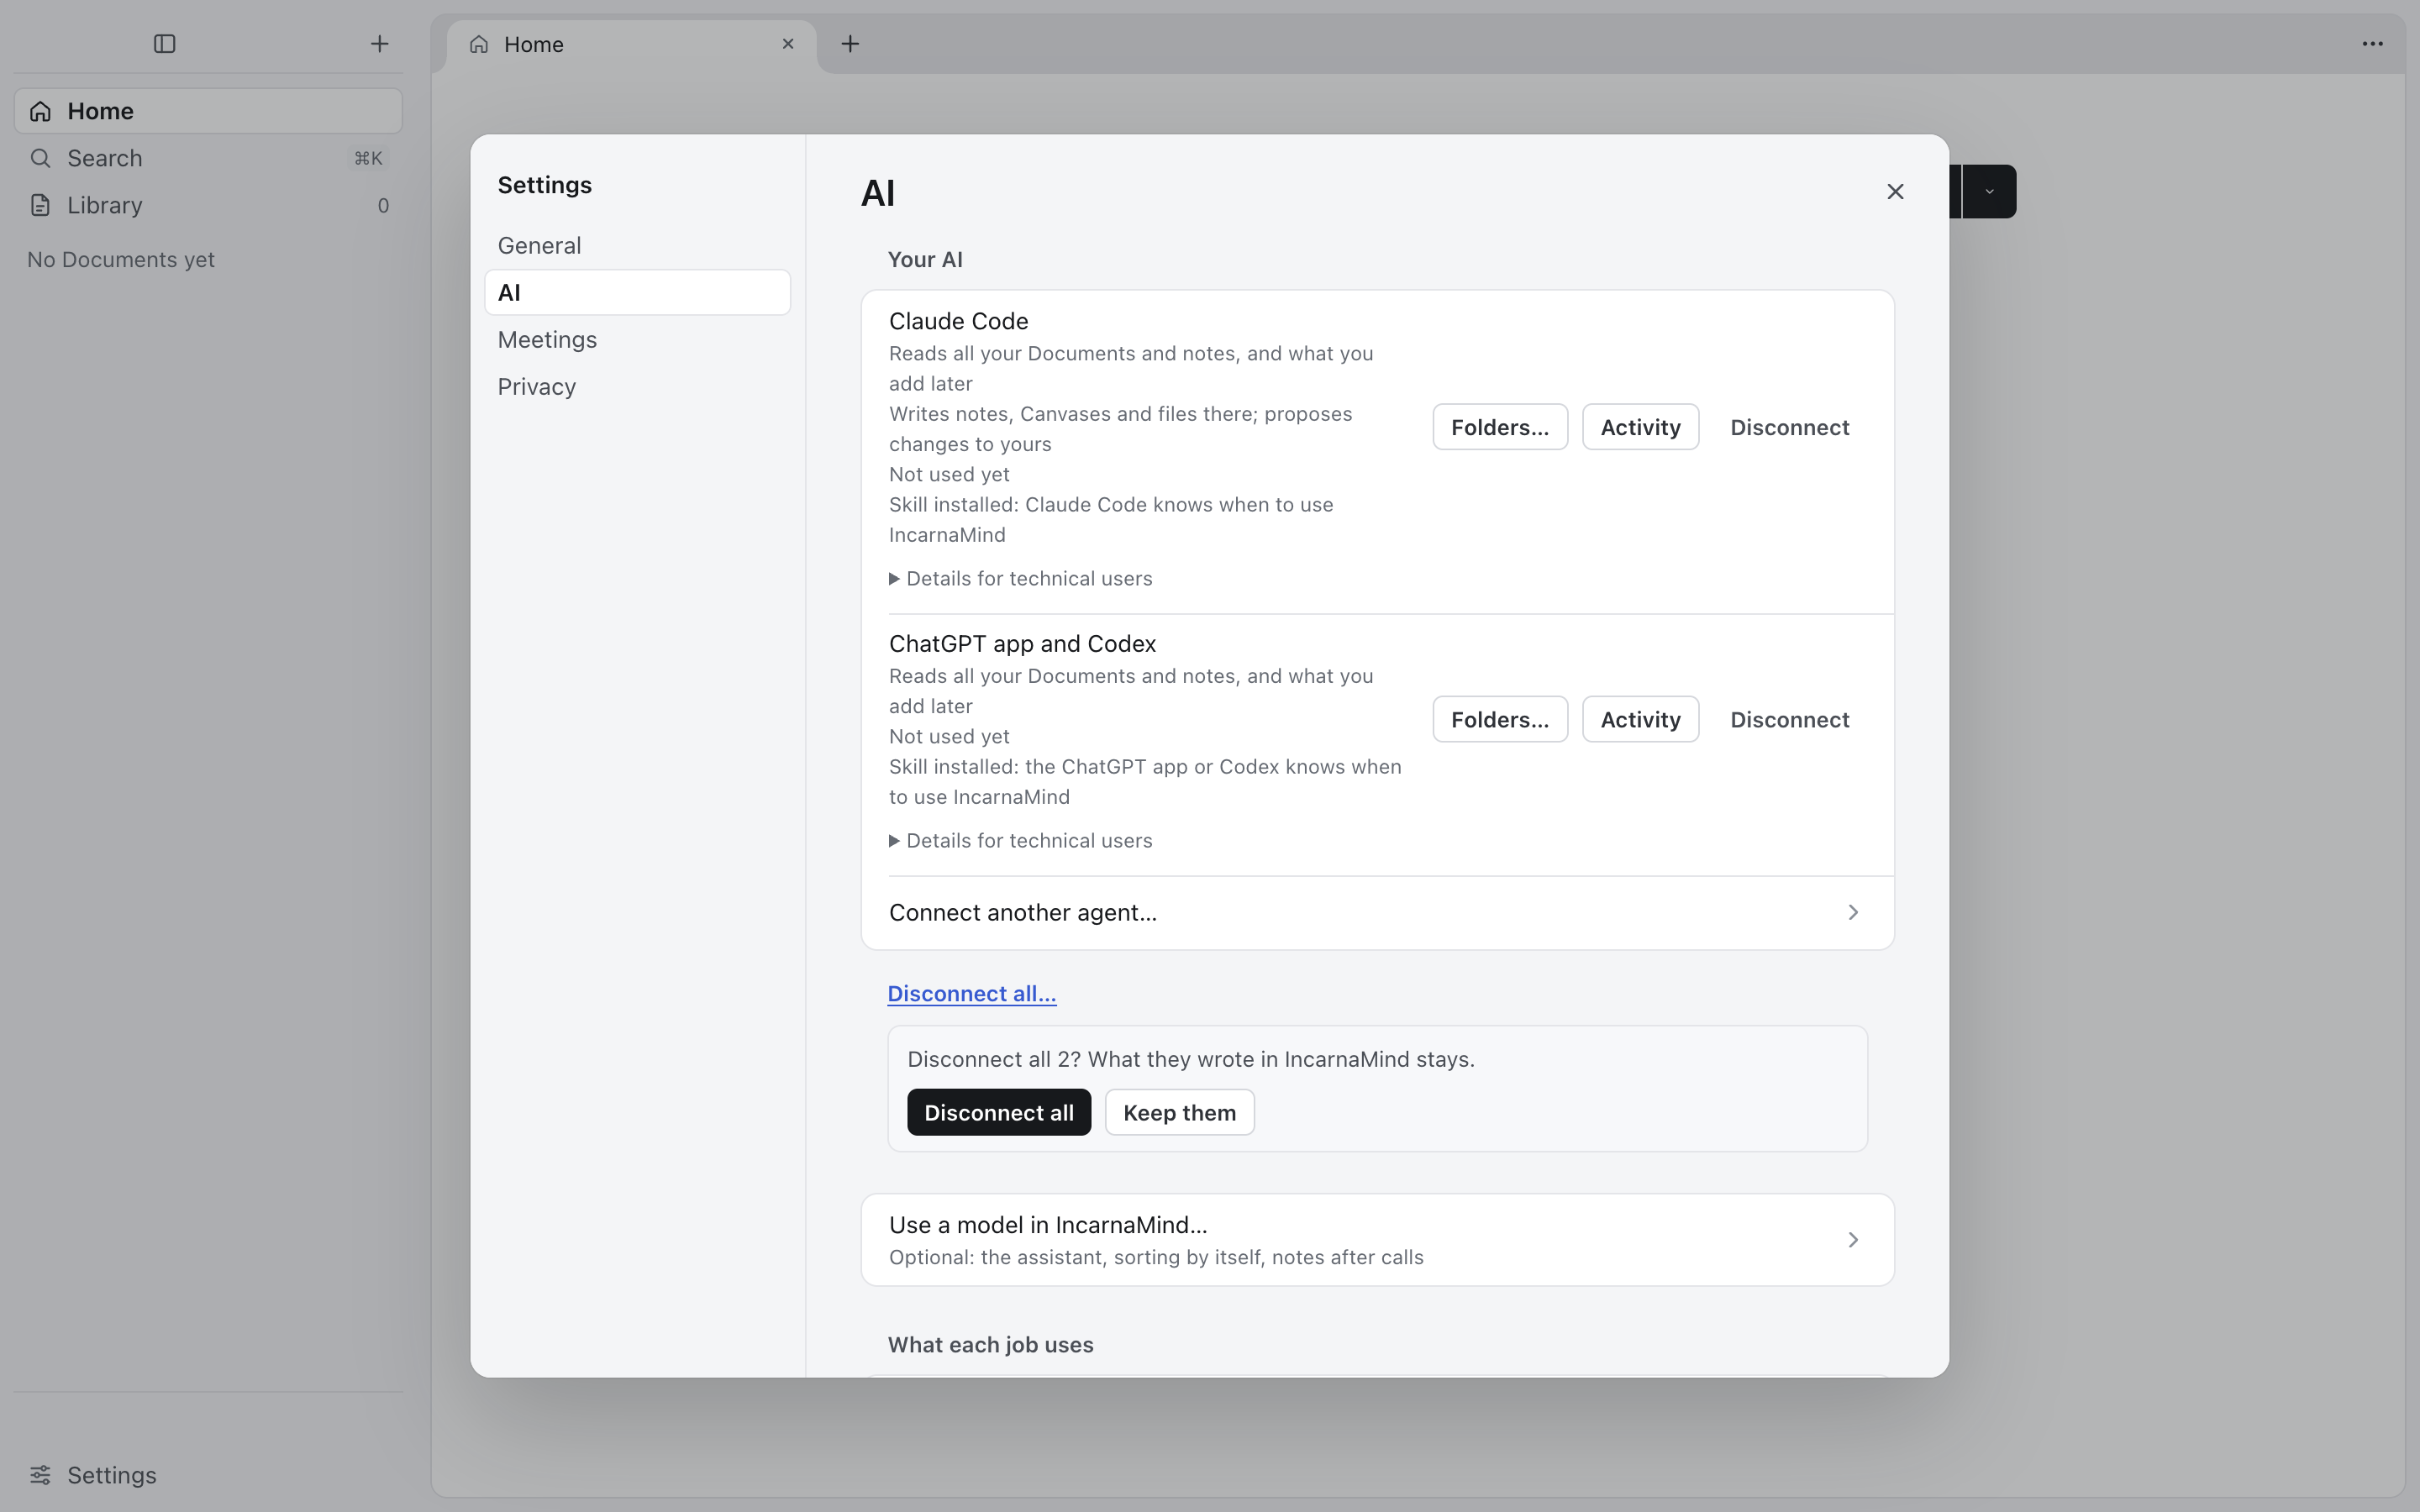 Home
Home
Search ⌘K
Library 0
No Documents yet
Settings
Settings
General
AI
Meetings
Privacy
AI
Your AI
Claude Code
Reads all your Documents and notes, and what you
add later
Writes notes, Canvases and files there; proposes
changes to yours
Not used yet
Skill installed: Claude Code knows when to use
IncarnaMind
Folders... Activity Disconnect
Details for technical users
ChatGPT app and Codex
Reads all your Documents and notes, and what you
add later
Not used yet
Skill installed: the ChatGPT app or Codex knows when
to use IncarnaMind
Folders... Activity Disconnect
Details for technical users
Connect another agent...
Disconnect all...
Disconnect all 2? What they wrote in IncarnaMind stays.
Disconnect all Keep them
Use a model in IncarnaMind...
Optional: the assistant, sorting by itself, notes after calls
What each job uses